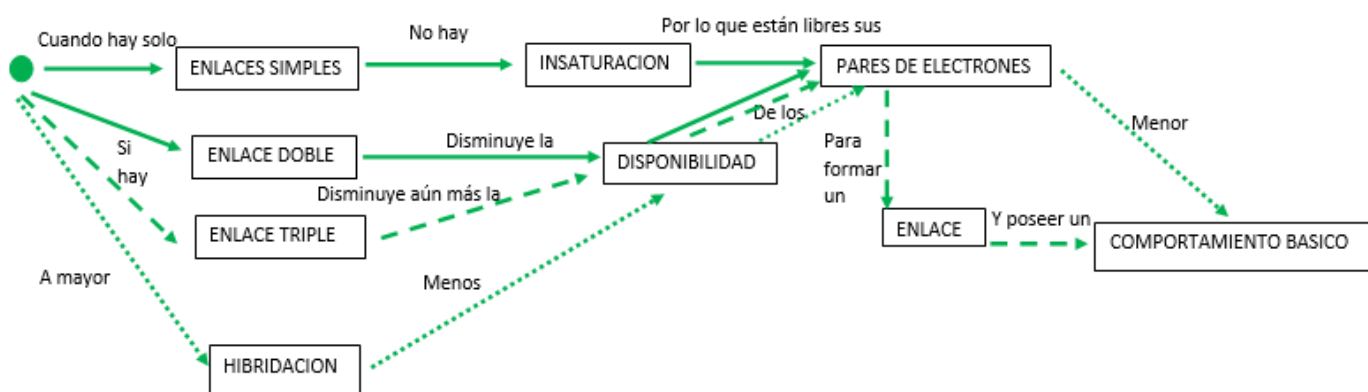 Cuando hay solo
No hay
Por lo que están libres sus
ENLACES SIMPLES
INSATURACION
PARES DE ELECTRONES
De los
Si
hay
ENLACE DOBLE
Disminuye la
DISPONIBILIDAD
Para
formar
un
Menor
Disminuye aún más la
ENLACE TRIPLE
ENLACE
Y poseer un
COMPORTAMIENTO BASICO
A mayor
Menos
HIBRIDACION